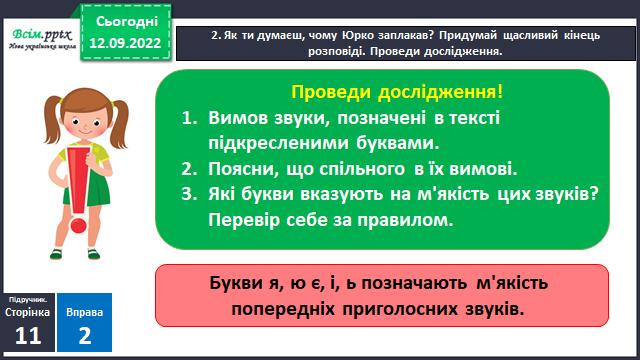 Всім.pptx
Нова українська школа
Сьогодні
12.09.2022
2. Як ти думаєш, чому Юрко заплакав? Придумай щасливий кінець
розповіді. Проведи дослідження.
Проведи дослідження!
1. Вимов звуки, позначені в тексті
підкресленими буквами.
2. Поясни, що спільного в їх вимові.
3. Які букви вказують на м'якість цих звуків?
Перевір себе за правилом.
Букви я, ю є, і, ь позначають м'якість
попередніх приголосних звуків.
Підручник.
Сторінка
11
Вправа
2